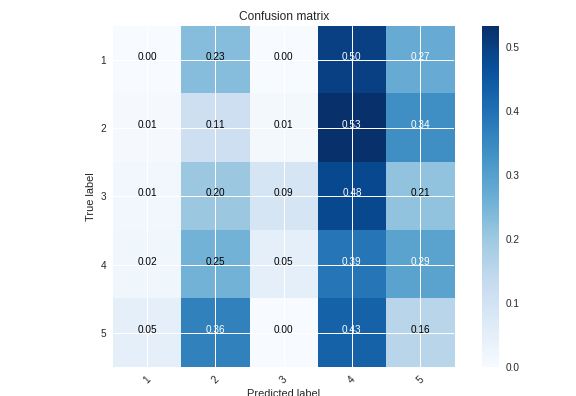 Confusion matrix
1 0.00 0.23 0.00 0.50 0.27
2 0.01 0.11 0.01 0.53 0.34
3 0.01 0.20 0.09 0.48 0.21
4 0.02 0.25 0.05 0.39 0.29
5 0.05 0.36 0.00 0.43 0.16
1 2 3 4 5
True label
Predicted label
0.5
0.4
0.3
0.2
0.1
0.0